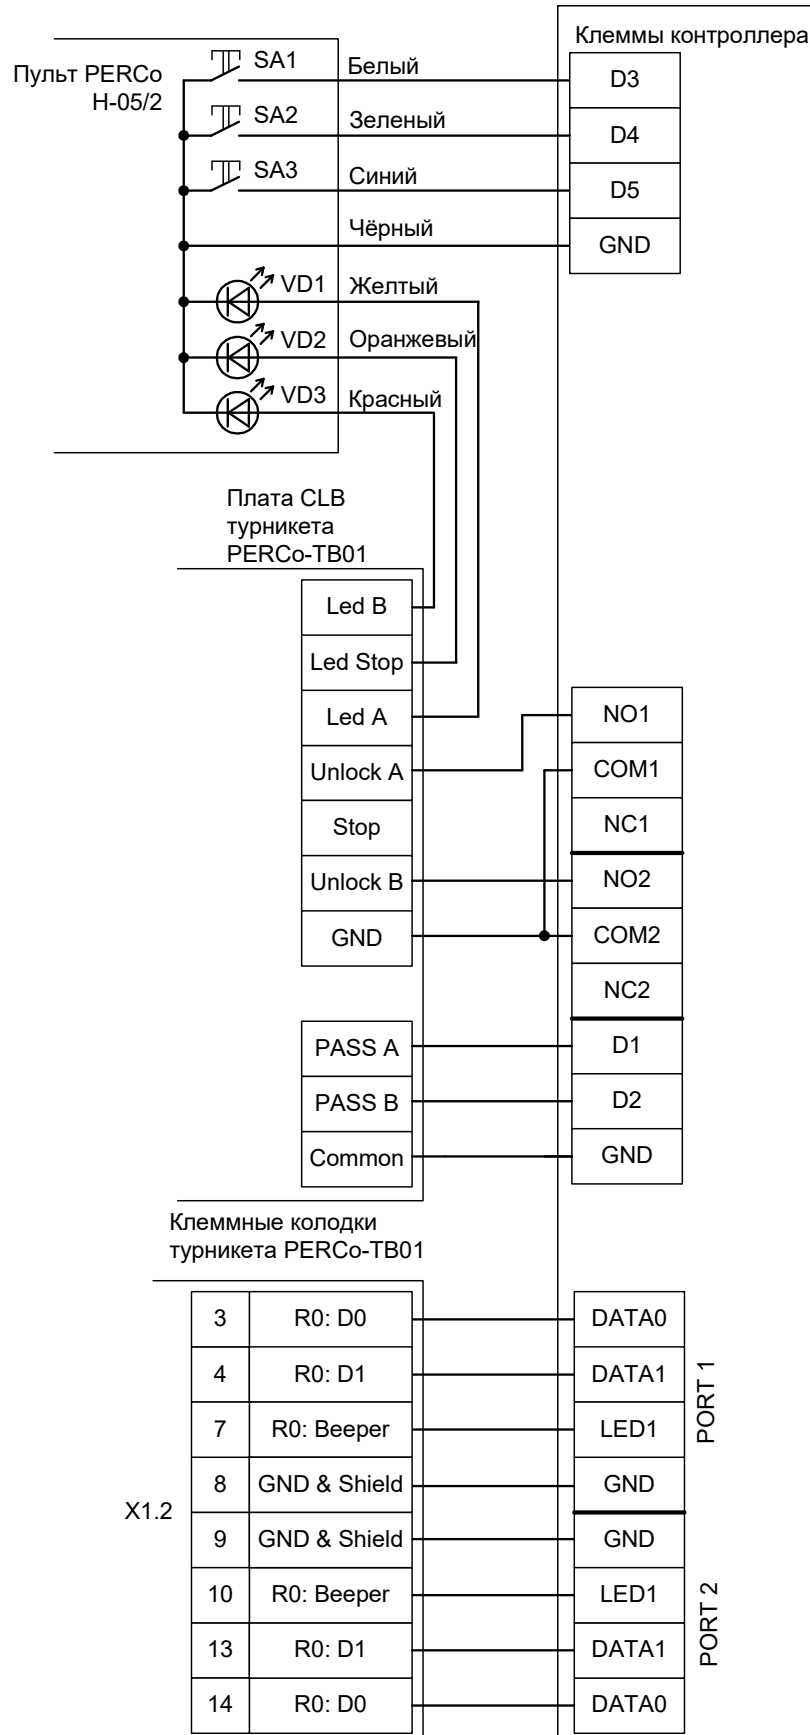 Клеммы контроллера
Пульт PERCo
H-05/2
SA1 Белый D3
SA2 Зеленый D4
SA3 Синий D5
Чёрный GND
VD1 Желтый
VD2 Оранжевый
VD3 Красный
Плата CLB
турникета
PERCo-TB01
Led B
Led Stop
Led A NO1
Unlock A COM1
Stop NC1
Unlock B NO2
GND COM2
NC2
PASS A D1
PASS B D2
Common GND
Клеммные колодки
турникета PERCo-TB01
3 R0: D0 DATA0
4 R0: D1 DATA1
7 R0: Beeper LED1
8 GND & Shield GND
PORT 1
X1.2
9 GND & Shield GND
10 R0: Beeper LED1
13 R0: D1 DATA1
14 R0: D0 DATA0
PORT 2